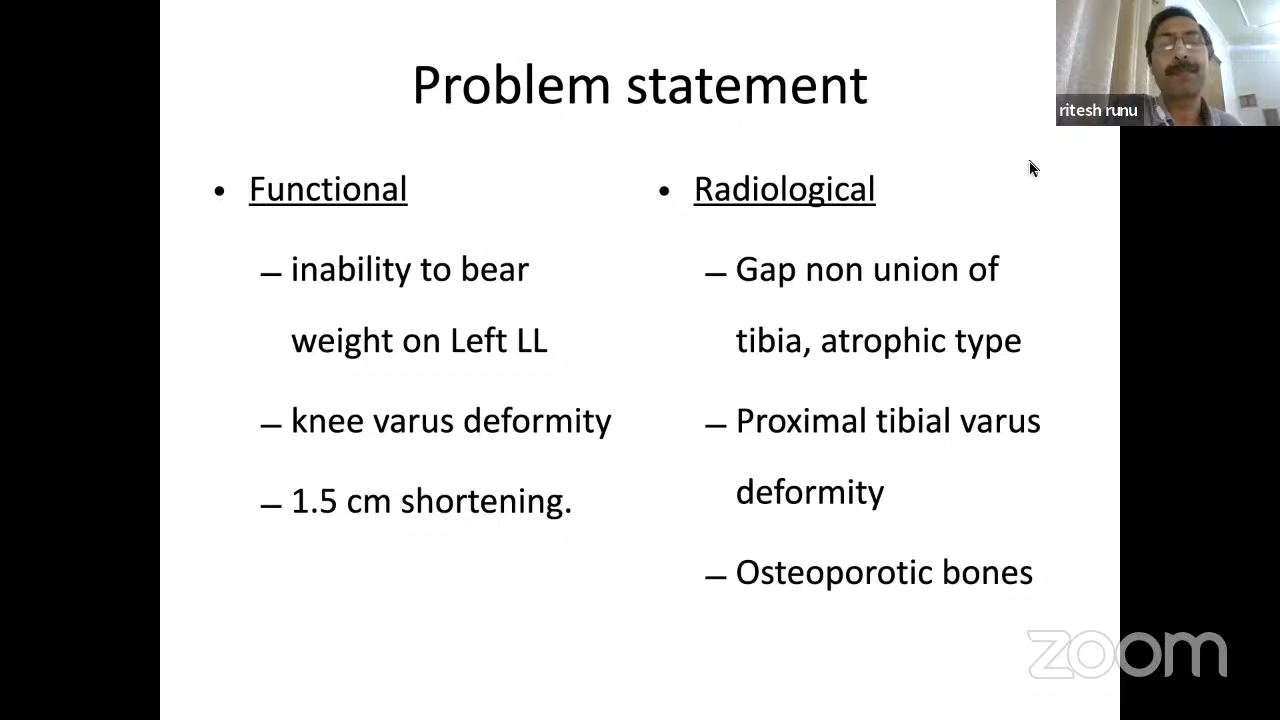 Problem statement
ritesh runu
• Functional
– inability to bear
weight on Left LL
– knee varus deformity
– 1.5 cm shortening.
• Radiological
– Gap non union of
tibia, atrophic type
– Proximal tibial varus
deformity
– Osteoporotic bones
zoom